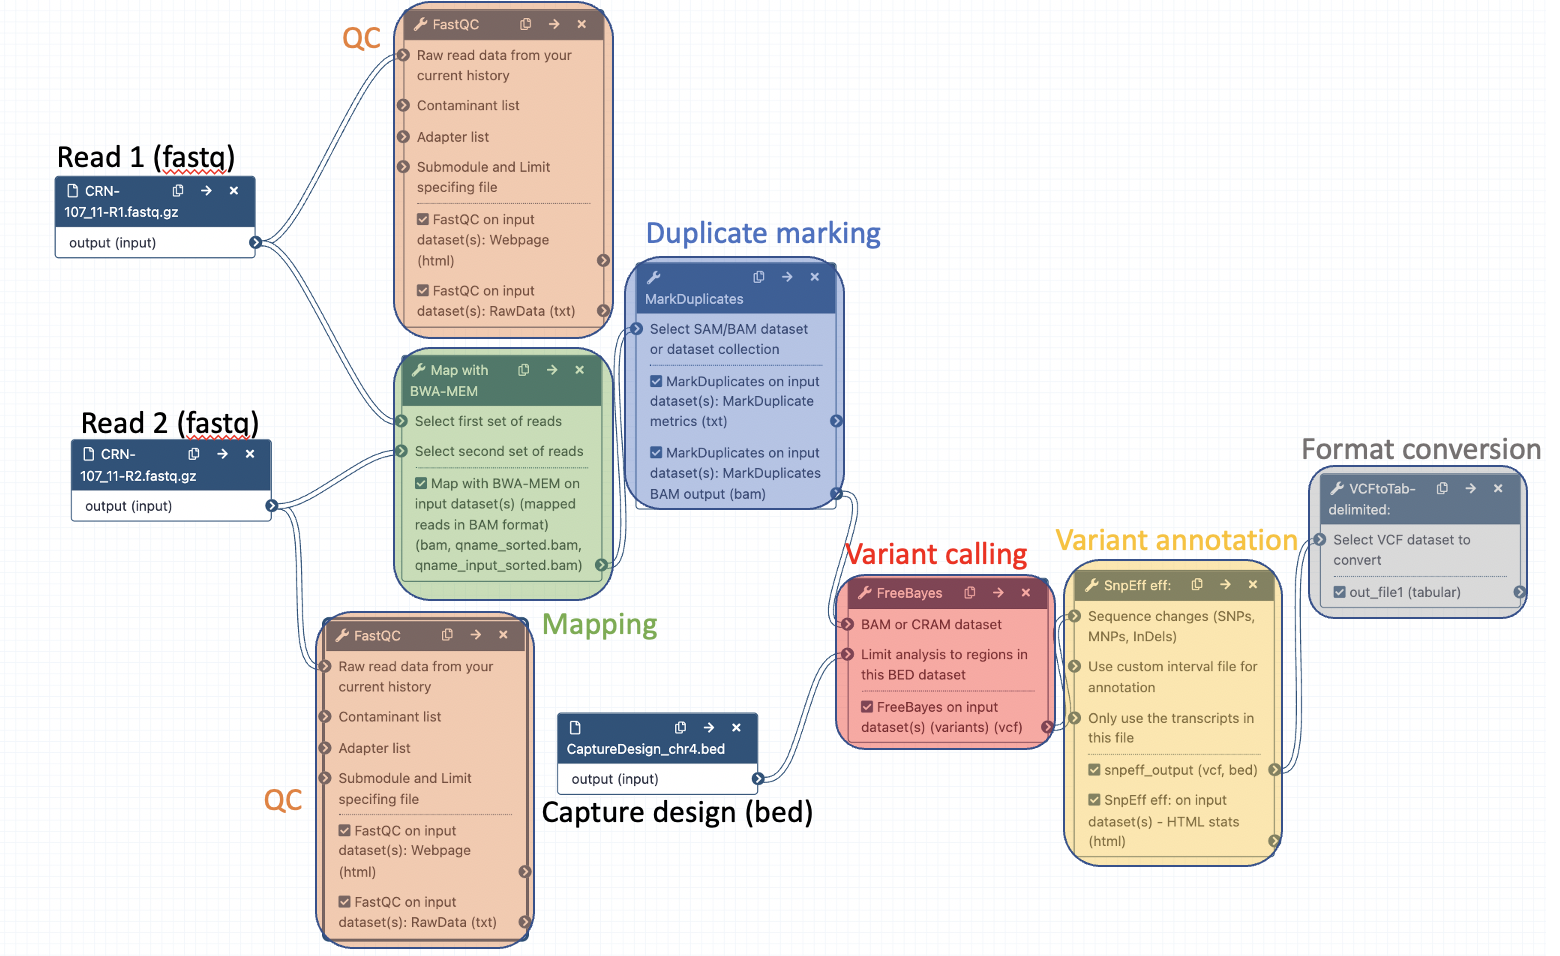 QC
FastQC
Raw read data from your
current history
Contaminant list
Adapter list
Submodule and Limit
specifing file
FastQC on input
dataset(s): Webpage
(html)
FastQC on input
dataset(s): RawData (txt)
Read 1 (fastq)
CRN-
107_11-R1.fastq.gz
output (input)
Duplicate marking
MarkDuplicates
Select SAM/BAM dataset
or dataset collection
MarkDuplicates on input
dataset(s): MarkDuplicate
metrics (txt)
MarkDuplicates on input
dataset(s): MarkDuplicates
BAM output (bam)
Map with
BWA-MEM
Select first set of reads
Select second set of reads
Map with BWA-MEM on
input dataset(s) (mapped
reads in BAM format)
(bam, qname_sorted.bam,
qname_input_sorted.bam)
Mapping
Read 2 (fastq)
CRN-
107_11-R2.fastq.gz
output (input)
FastQC
Raw read data from your
current history
Contaminant list
Adapter list
Submodule and Limit
specifing file
QC
FastQC on input
dataset(s): Webpage
(html)
FastQC on input
dataset(s): RawData (txt)
CaptureDesign_chr4.bed
output (input)
Capture design (bed)
Variant calling
FreeBayes
BAM or CRAM dataset
Limit analysis to regions in
this BED dataset
FreeBayes on input
dataset(s) (variants) (vcf)
Variant annotation
SnpEff eff:
Sequence changes (SNPs,
MNPs, InDels)
Use custom interval file for
annotation
Only use the transcripts in
this file
snpeff_output (vcf, bed)
SnpEff eff: on input
dataset(s) - HTML stats
(html)
Format conversion
VCFtoTab-
delimited:
Select VCF dataset to
convert
out_file1 (tabular)